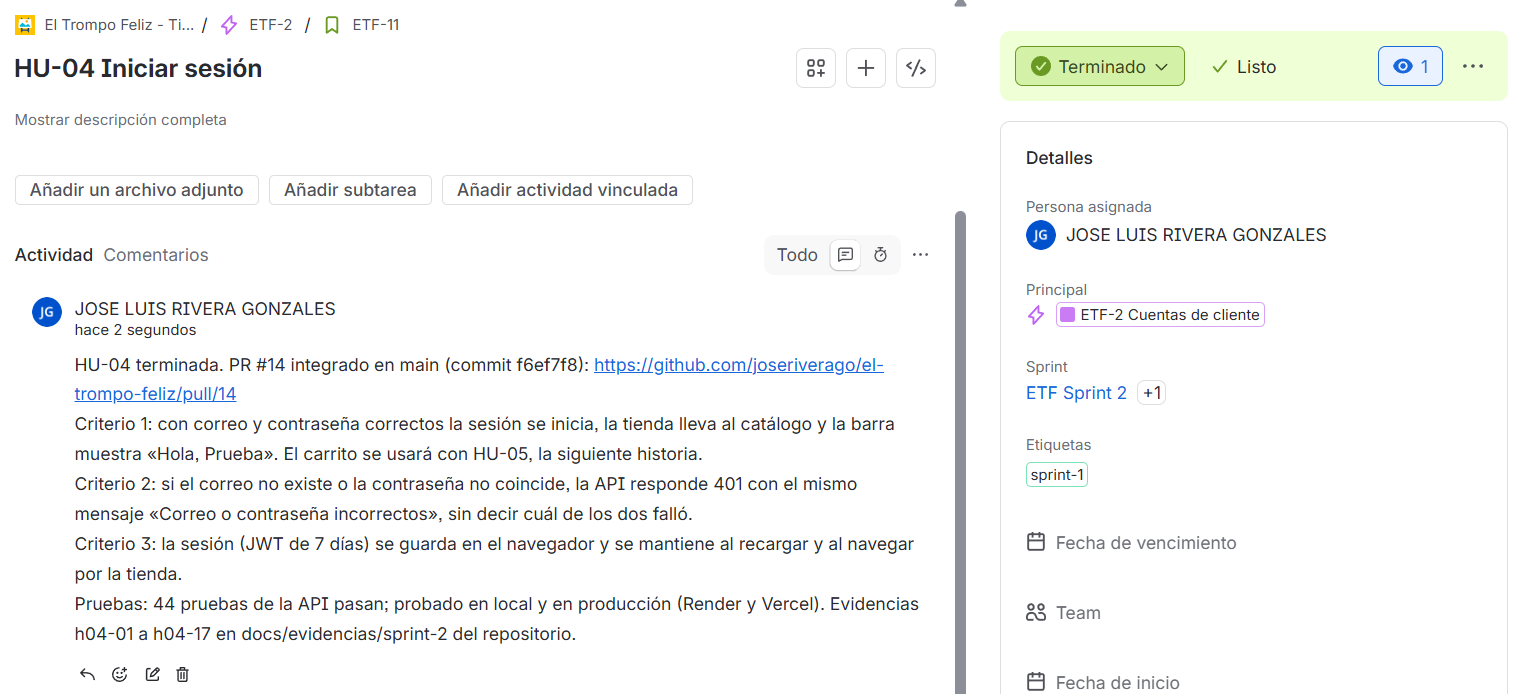 El Trompo Feliz - Ti... / ETF-2 / ETF-11
HU-04 Iniciar sesión
Mostrar descripción completa
Añadir un archivo adjunto
Añadir subtarea
Añadir actividad vinculada
Actividad Comentarios
Todo
JG
JOSE LUIS RIVERA GONZALES
hace 2 segundos
HU-04 terminada. PR #14 integrado en main (commit f6ef7f8): https://github.com/joseriverago/el-
trompo-feliz/pull/14
Criterio 1: con correo y contraseña correctos la sesión se inicia, la tienda lleva al catálogo y la barra
muestra «Hola, Prueba». El carrito se usará con HU-05, la siguiente historia.
Criterio 2: si el correo no existe o la contraseña no coincide, la API responde 401 con el mismo
mensaje «Correo o contraseña incorrectos», sin decir cuál de los dos falló.
Criterio 3: la sesión (JWT de 7 días) se guarda en el navegador y se mantiene al recargar y al navegar
por la tienda.
Pruebas: 44 pruebas de la API pasan; probado en local y en producción (Render y Vercel). Evidencias
h04-01 a h04-17 en docs/evidencias/sprint-2 del repositorio.
Terminado
Listo
1
Detalles
Persona asignada
JG
JOSE LUIS RIVERA GONZALES
Principal
ETF-2 Cuentas de cliente
Sprint
ETF Sprint 2 +1
Etiquetas
sprint-1
Fecha de vencimiento
Team
Fecha de inicio